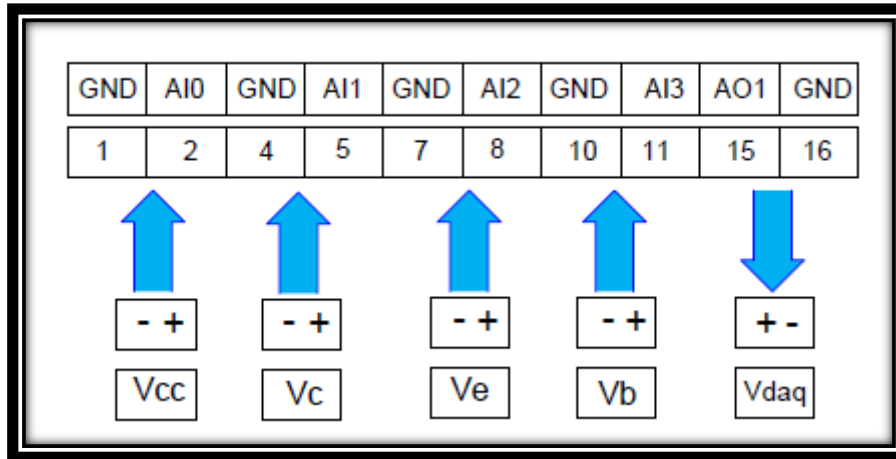 GND AI0 GND AI1 GND AI2 GND AI3 AO1 GND
1 2 4 5 7 8 10 11 15 16
- + - + - + - + + -
Vcc Vc Ve Vb Vdaq